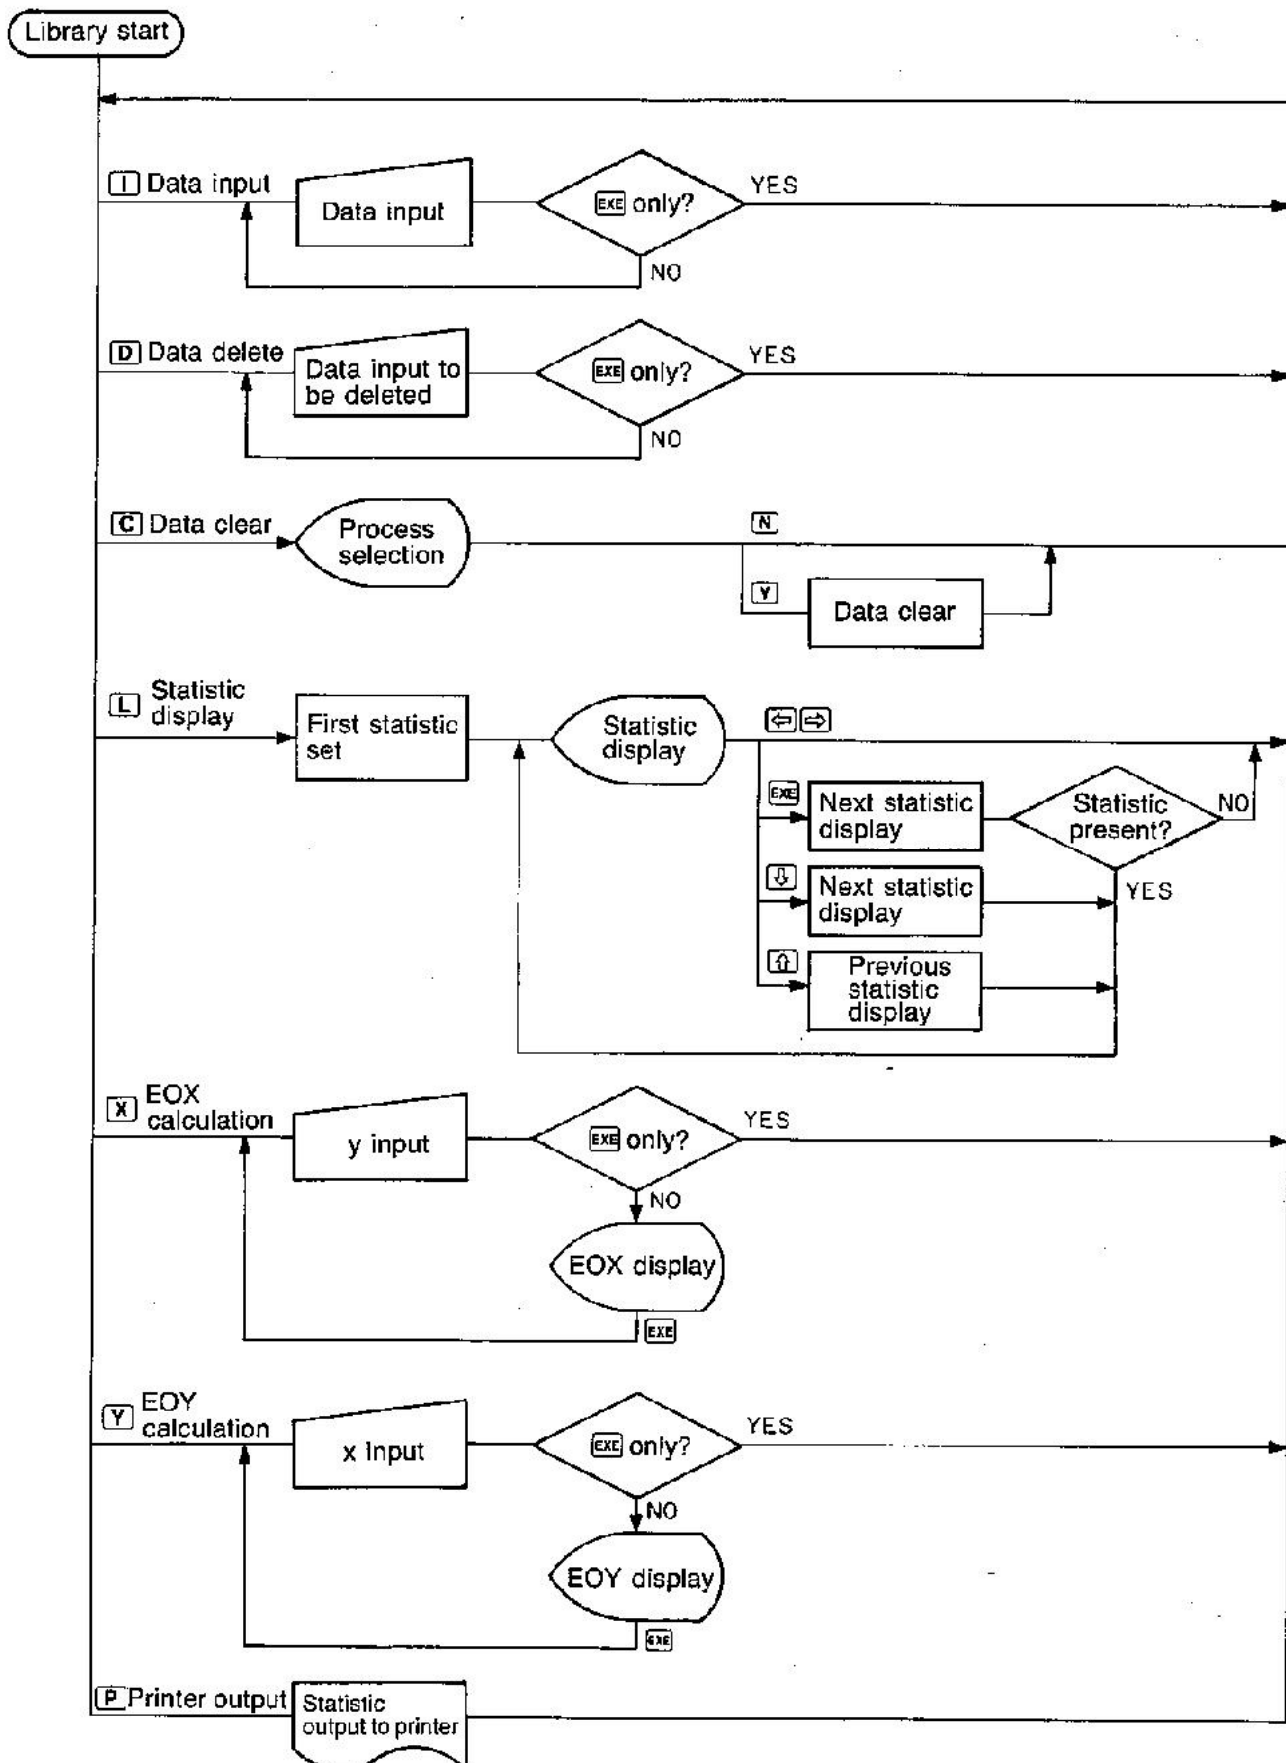 Library start
I Data input
Data input
EXE only?
YES
NO
D Data delete
Data input to
be deleted
EXE only?
YES
NO
C Data clear
Process
selection
N
Y
Data clear
L Statistic
display
First statistic
set
Statistic
display
⇦ ⇨
EXE
Next statistic
display
Statistic
present?
NO
YES
⇩
Next statistic
display
⇧
Previous
statistic
display
X EOX
calculation
y input
EXE only?
YES
NO
EOX display
EXE
Y EOY
calculation
x input
EXE only?
YES
NO
EOY display
EXE
P Printer output
Statistic
output to printer